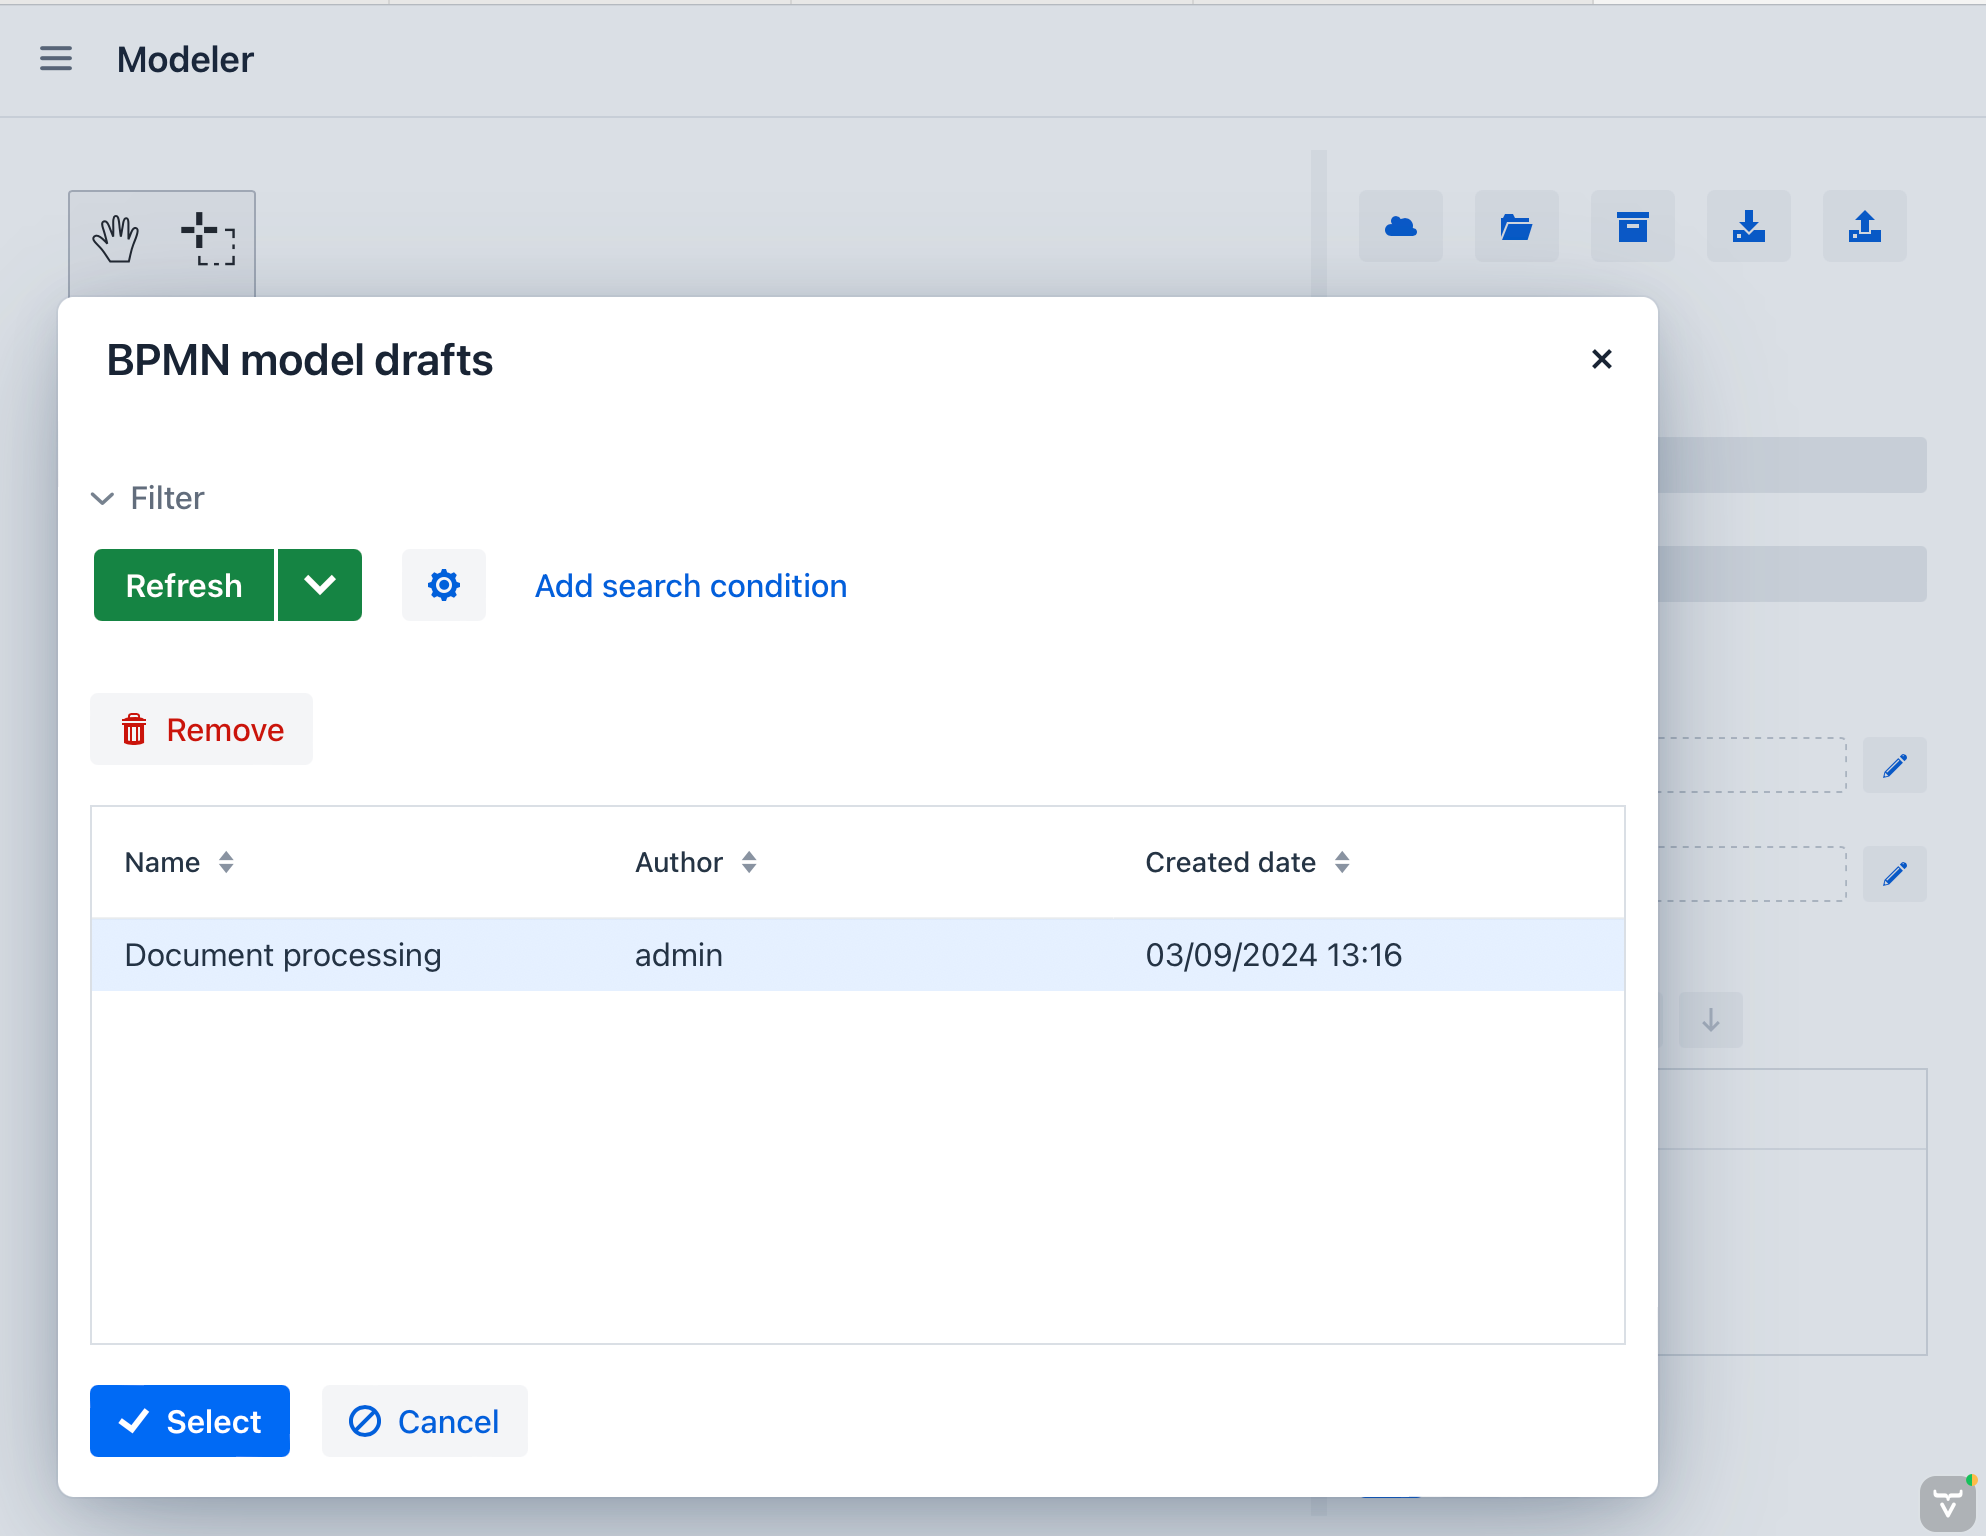 Modeler
BPMN model drafts
Filter
Refresh
Add search condition
Remove
Name Author Created date
Document processing admin 03/09/2024 13:16
Select Cancel